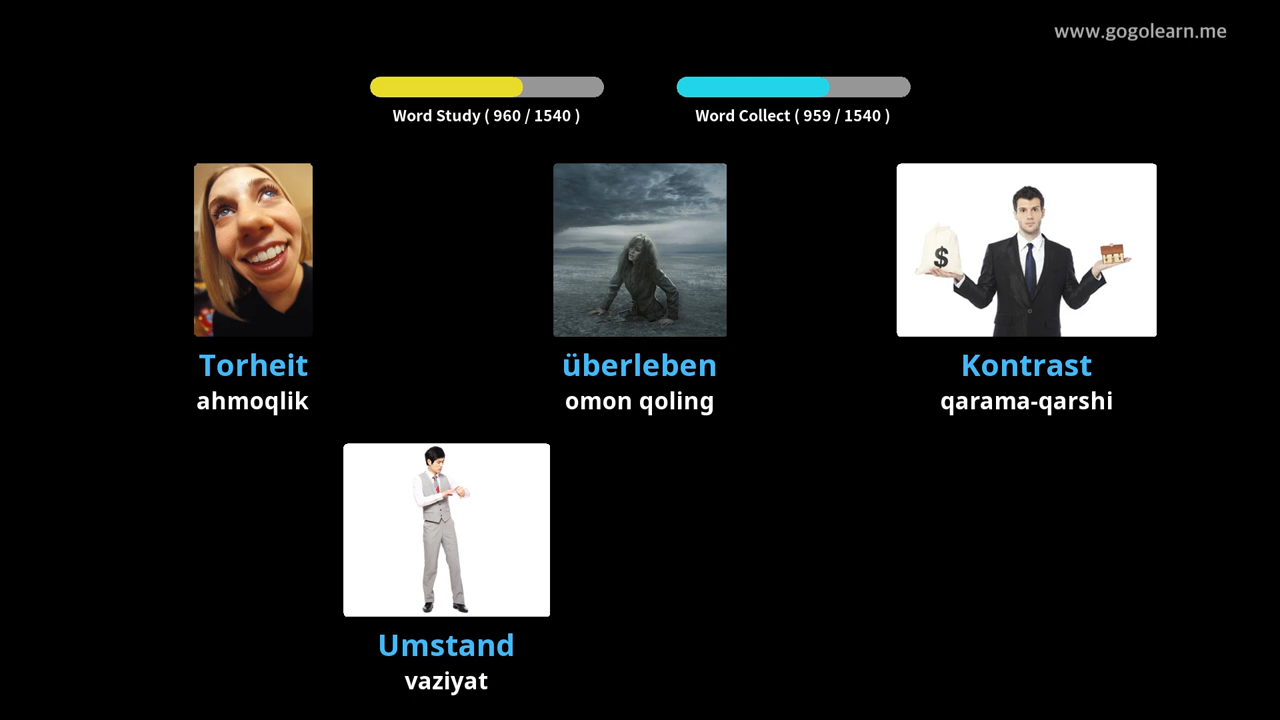 www.gogolearn.me
Word Study ( 960 / 1540 )
Word Collect ( 959 / 1540 )
$
Torheit
ahmoqlik
überleben
omon qoling
Kontrast
qarama-qarshi
Umstand
vaziyat